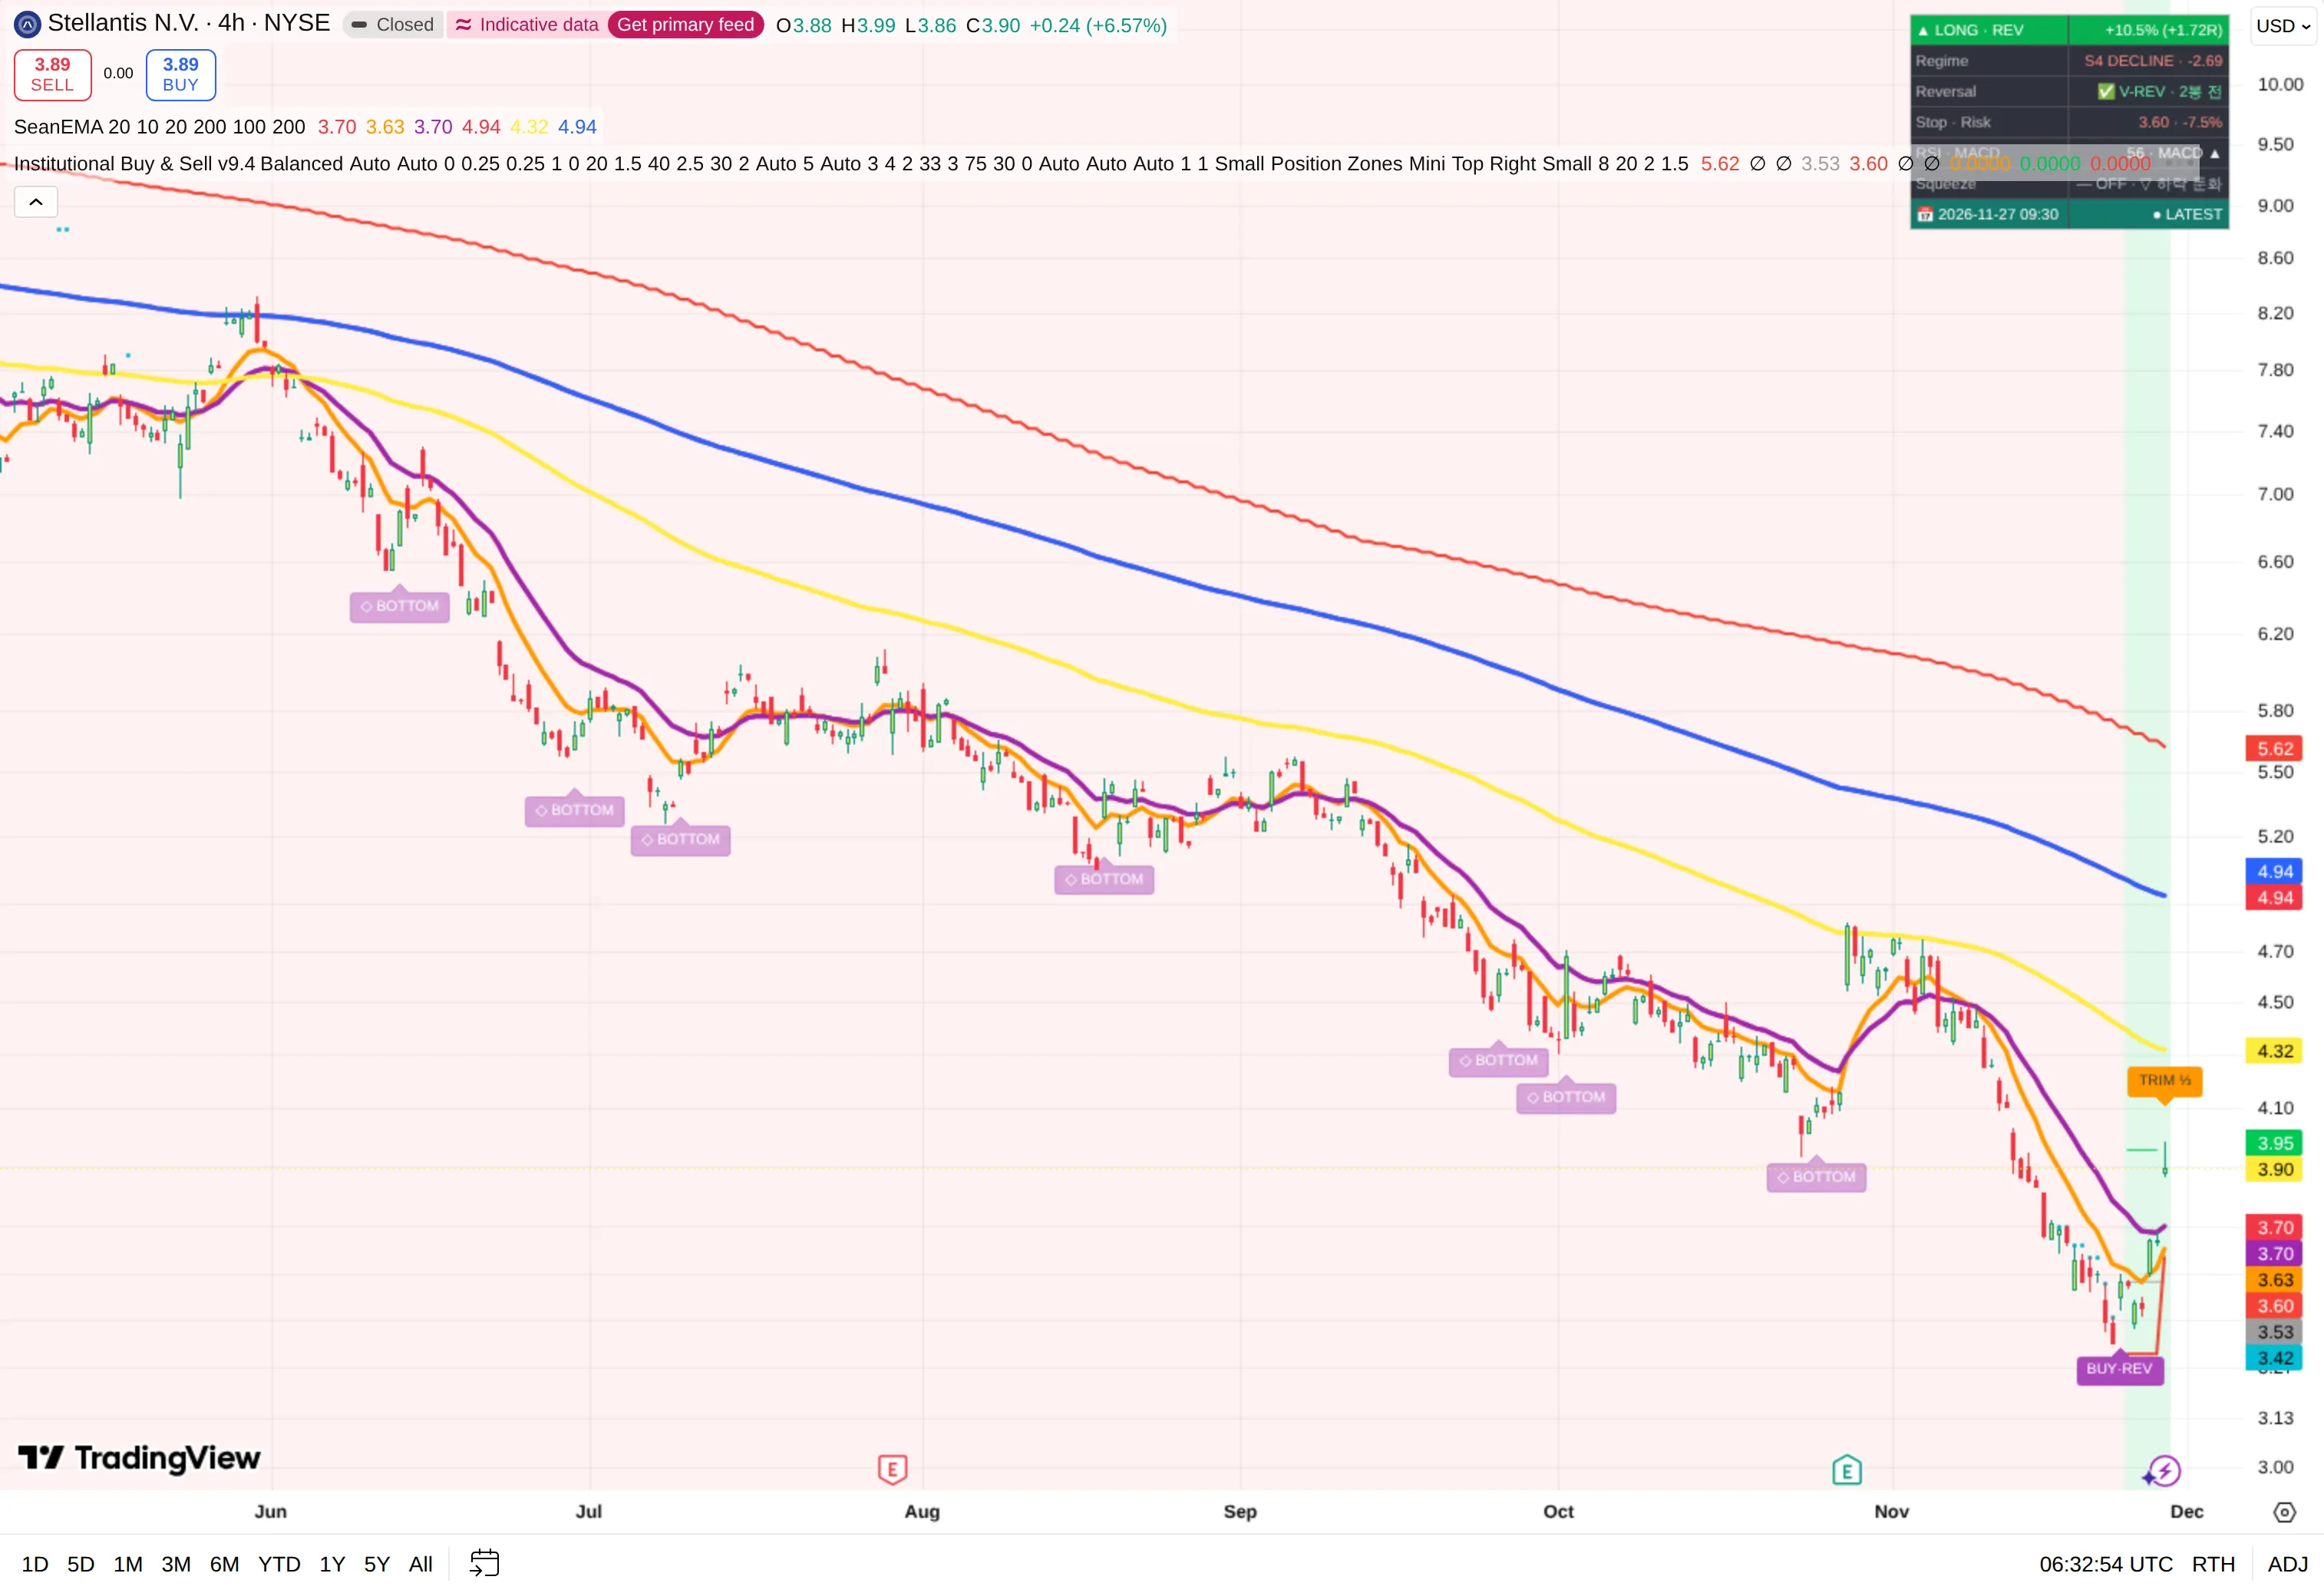 Stellantis N.V. · 4h · NYSE Closed Indicative data Get primary feed O3.88 H3.99 L3.86 C3.90 +0.24 (+6.57%)
3.89 SELL 0.00 3.89 BUY
SeanEMA 20 10 20 200 100 200 3.70 3.63 3.70 4.94 4.32 4.94
Institutional Buy & Sell v9.4 Balanced Auto Auto 0 0.25 0.25 1 0 20 1.5 40 2.5 30 2 Auto 5 Auto 3 4 2 33 3 75 30 0 Auto Auto Auto 1 1 Small Position Zones Mini Top Right Small 8 20 2 1.5 5.62 ∅ ∅ 3.53 3.60 ∅ ∅ 0.0000 0.0000 0.0000
▲ LONG · REV +10.5% (+1.72R)
Regime S4 DECLINE · -2.69
Reversal ✅ V-REV · 2봉 전
Stop · Risk 3.60 · -7.5%
RSI · MACD 56 · MACD ▲
Squeeze — OFF · ▽ 하락 둔화
📅 2026-11-27 09:30 ● LATEST
USD
10.00
9.50
9.00
8.60
8.20
7.80
7.40
7.00
6.60
6.20
5.80
5.62
5.50
5.20
4.94
4.94
4.70
4.50
4.32
4.10
3.95
3.90
3.70
3.70
3.63
3.60
3.53
3.42
3.13
3.00
◇ BOTTOM
◇ BOTTOM
◇ BOTTOM
◇ BOTTOM
◇ BOTTOM
◇ BOTTOM
◇ BOTTOM
TRIM ⅓
BUY·REV
TradingView
E
E
Jun Jul Aug Sep Oct Nov Dec
1D 5D 1M 3M 6M YTD 1Y 5Y All
06:32:54 UTC RTH ADJ